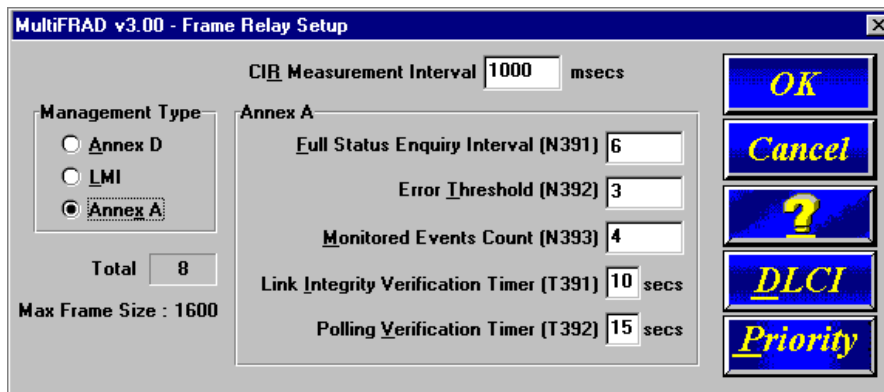 MultiFRAD v3.00 - Frame Relay Setup
CIR Measurement Interval 1000 msecs
Management Type
Annex D
LMI
Annex A
Total 8
Max Frame Size : 1600
Annex A
Full Status Enquiry Interval (N391) 6
Error Threshold (N392) 3
Monitored Events Count (N393) 4
Link Integrity Verification Timer (T391) 10 secs
Polling Verification Timer (T392) 15 secs
OK
Cancel
?
DLCI
Priority